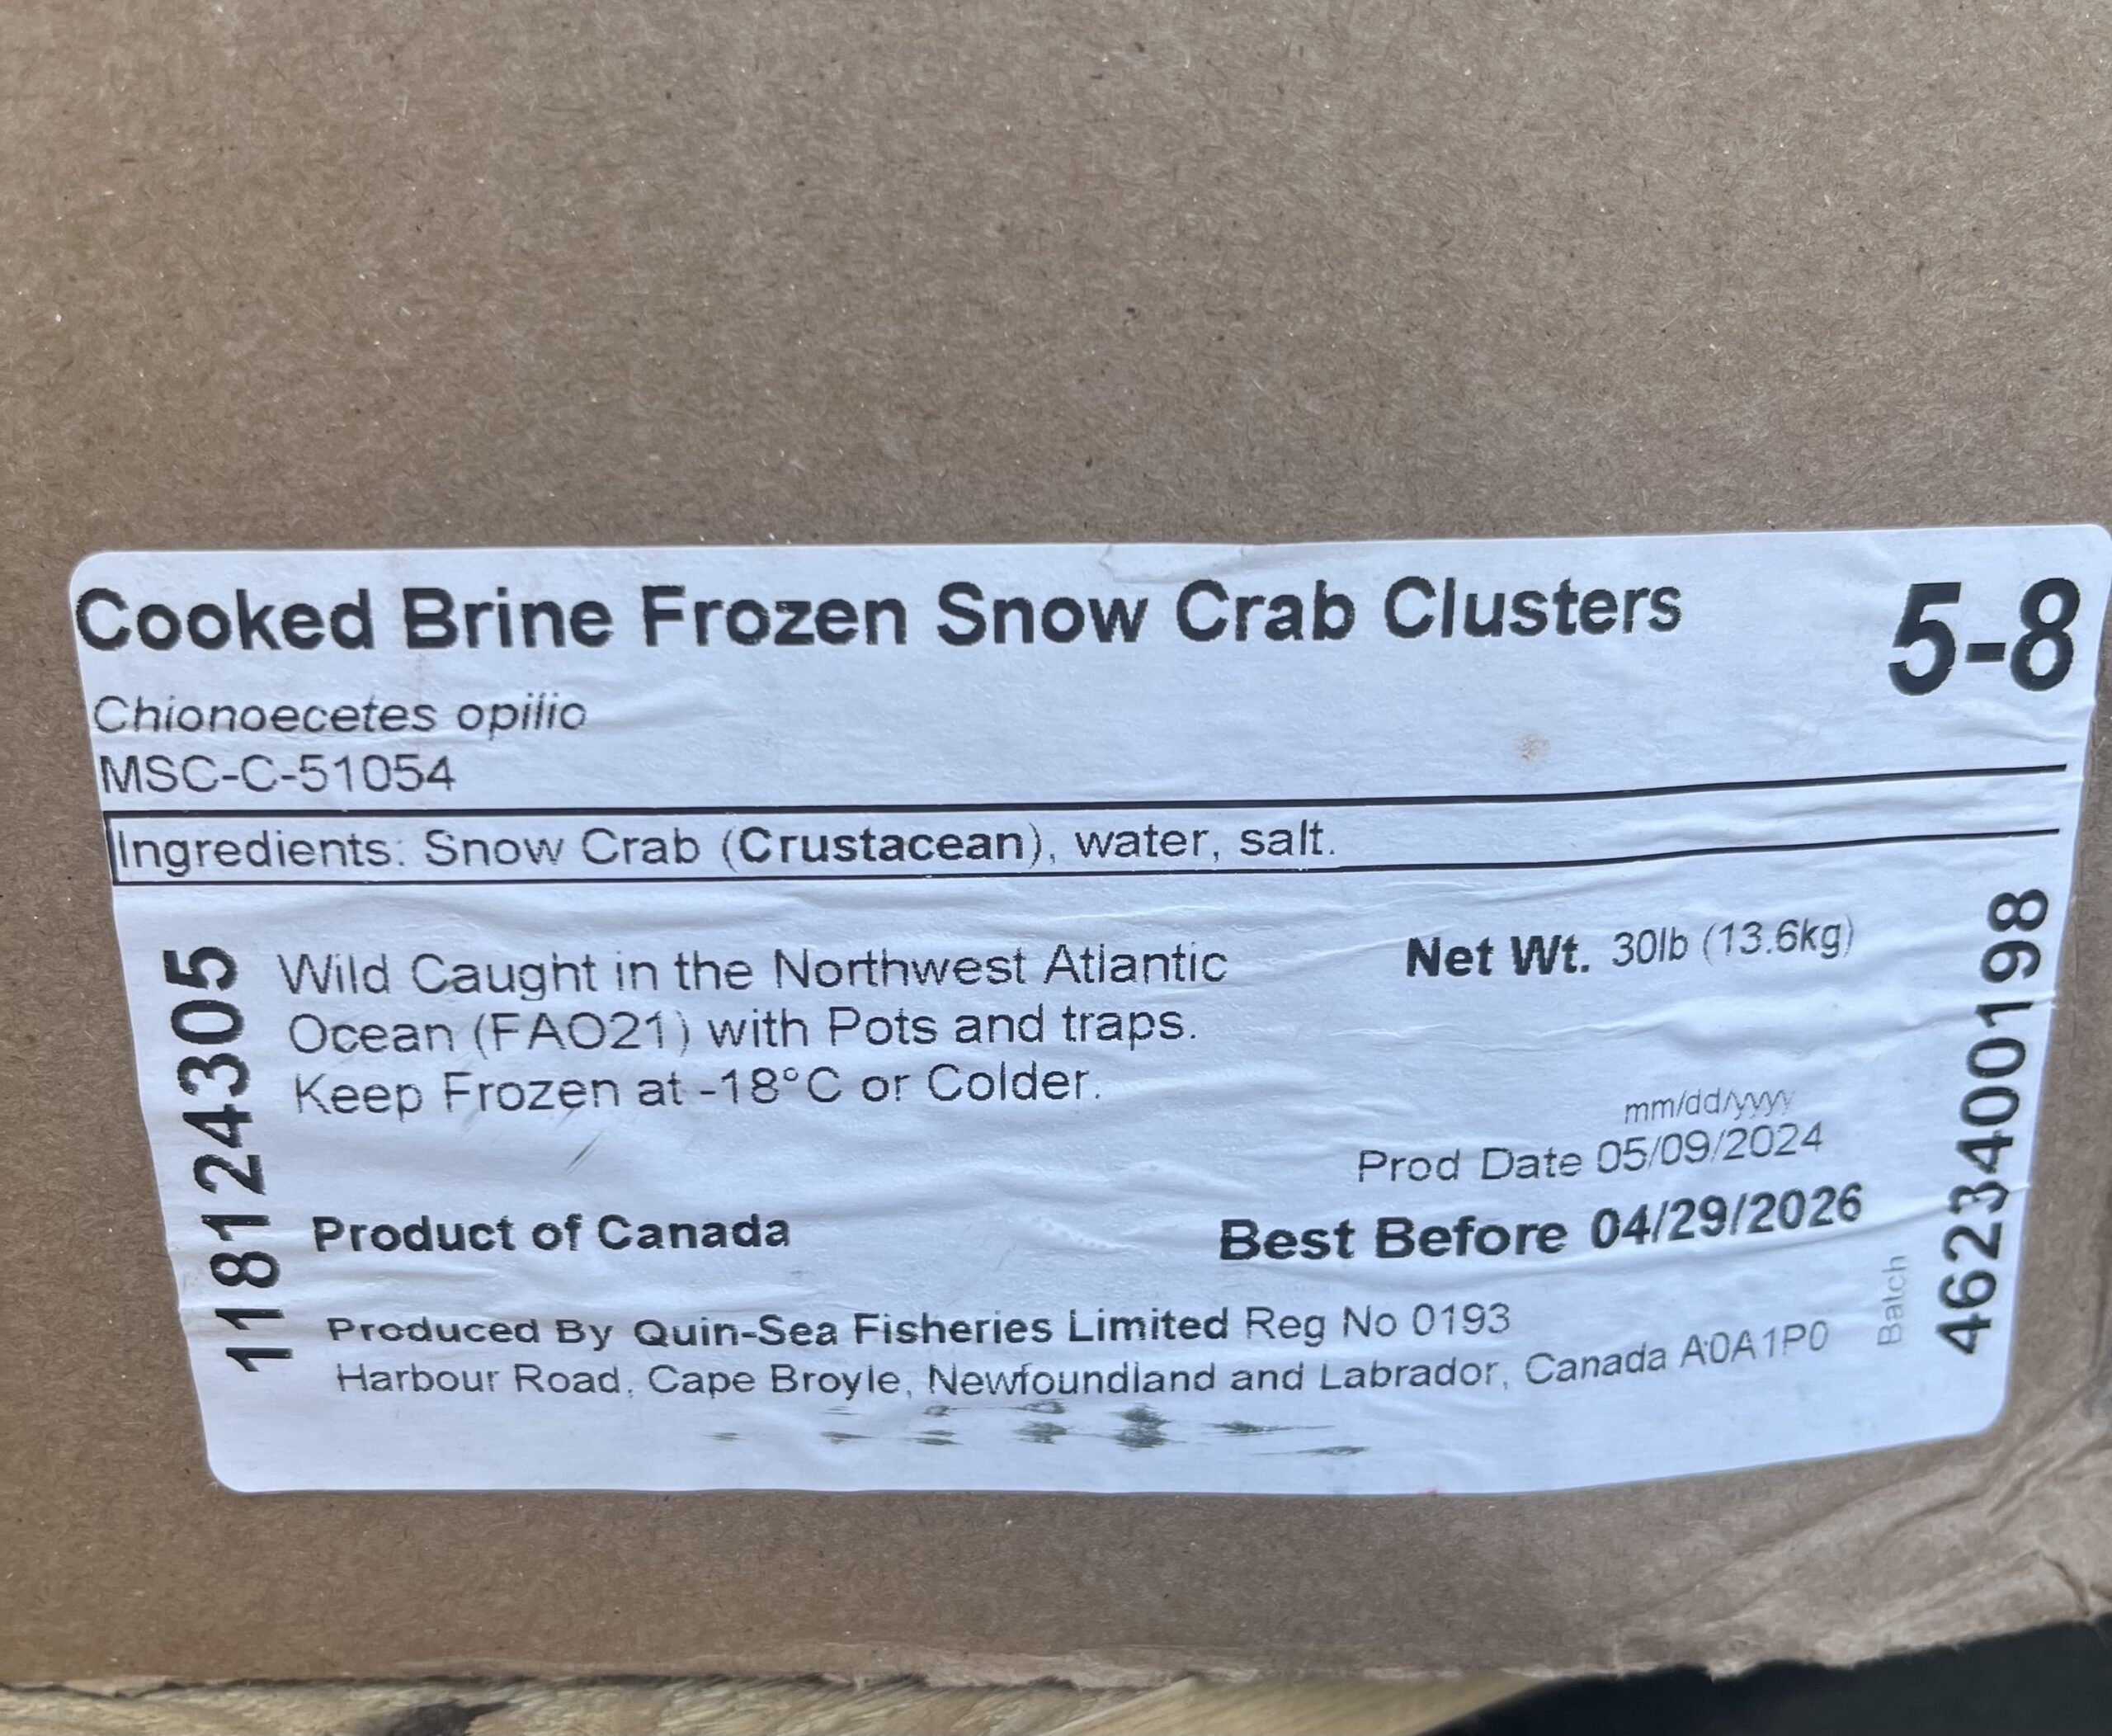 Cooked Brine Frozen Snow Crab Clusters
5-8
Chionoecetes opilio
MSC-C-51054
Ingredients: Snow Crab (Crustacean), water, salt.
118124305
Wild Caught in the Northwest Atlantic
Ocean (FAO21) with Pots and traps.
Keep Frozen at -18°C or Colder.
Net Wt. 30lb (13.6kg)
mm/dd/yyyy
Prod Date 05/09/2024
Product of Canada
Best Before 04/29/2026
Produced By Quin-Sea Fisheries Limited Reg No 0193
Harbour Road, Cape Broyle, Newfoundland and Labrador, Canada A0A1P0
Batch
4623400198